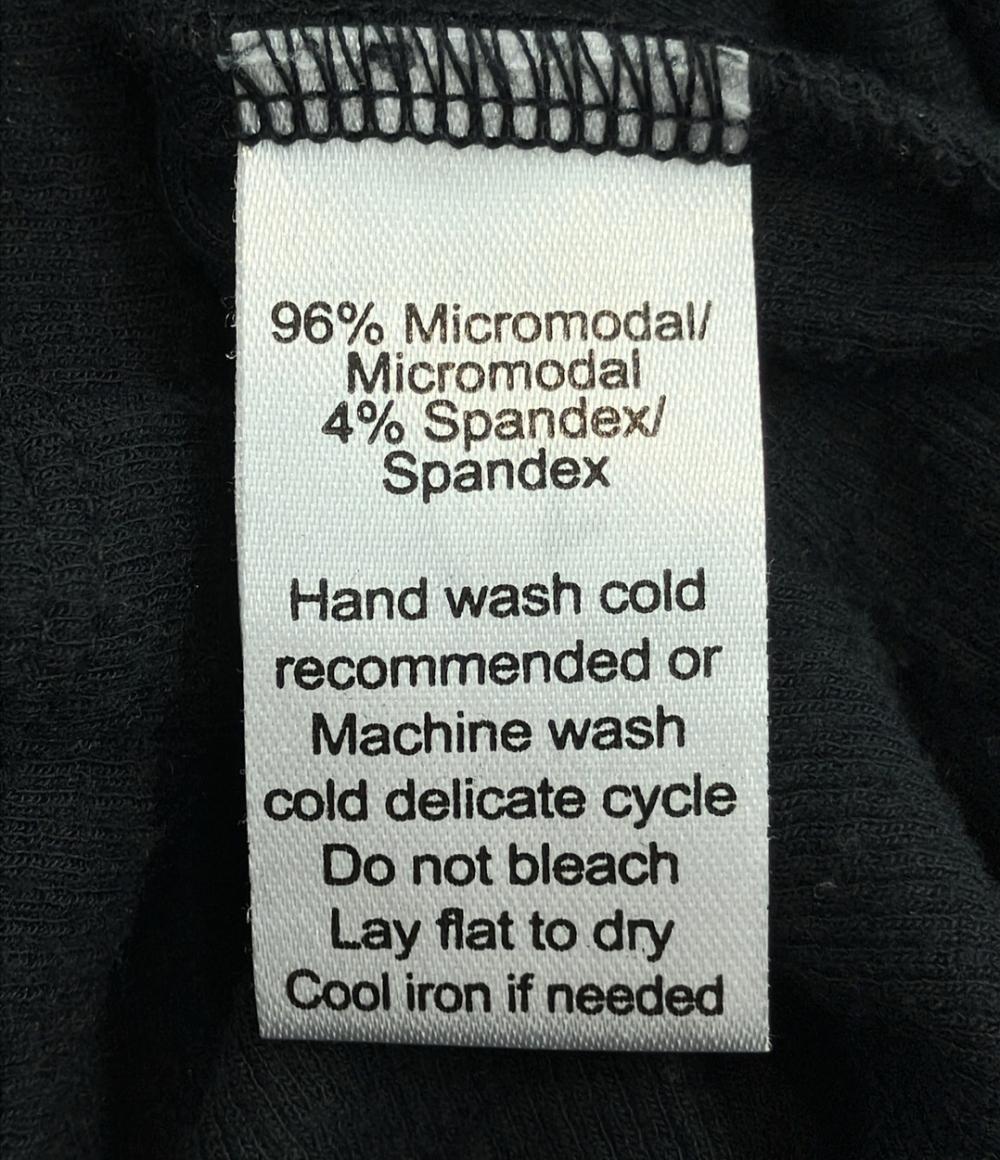 96% Micromodal/
Micromodal
4% Spandex/
Spandex
Hand wash cold
recommended or
Machine wash
cold delicate cycle
Do not bleach
Lay flat to dry
Cool iron if needed